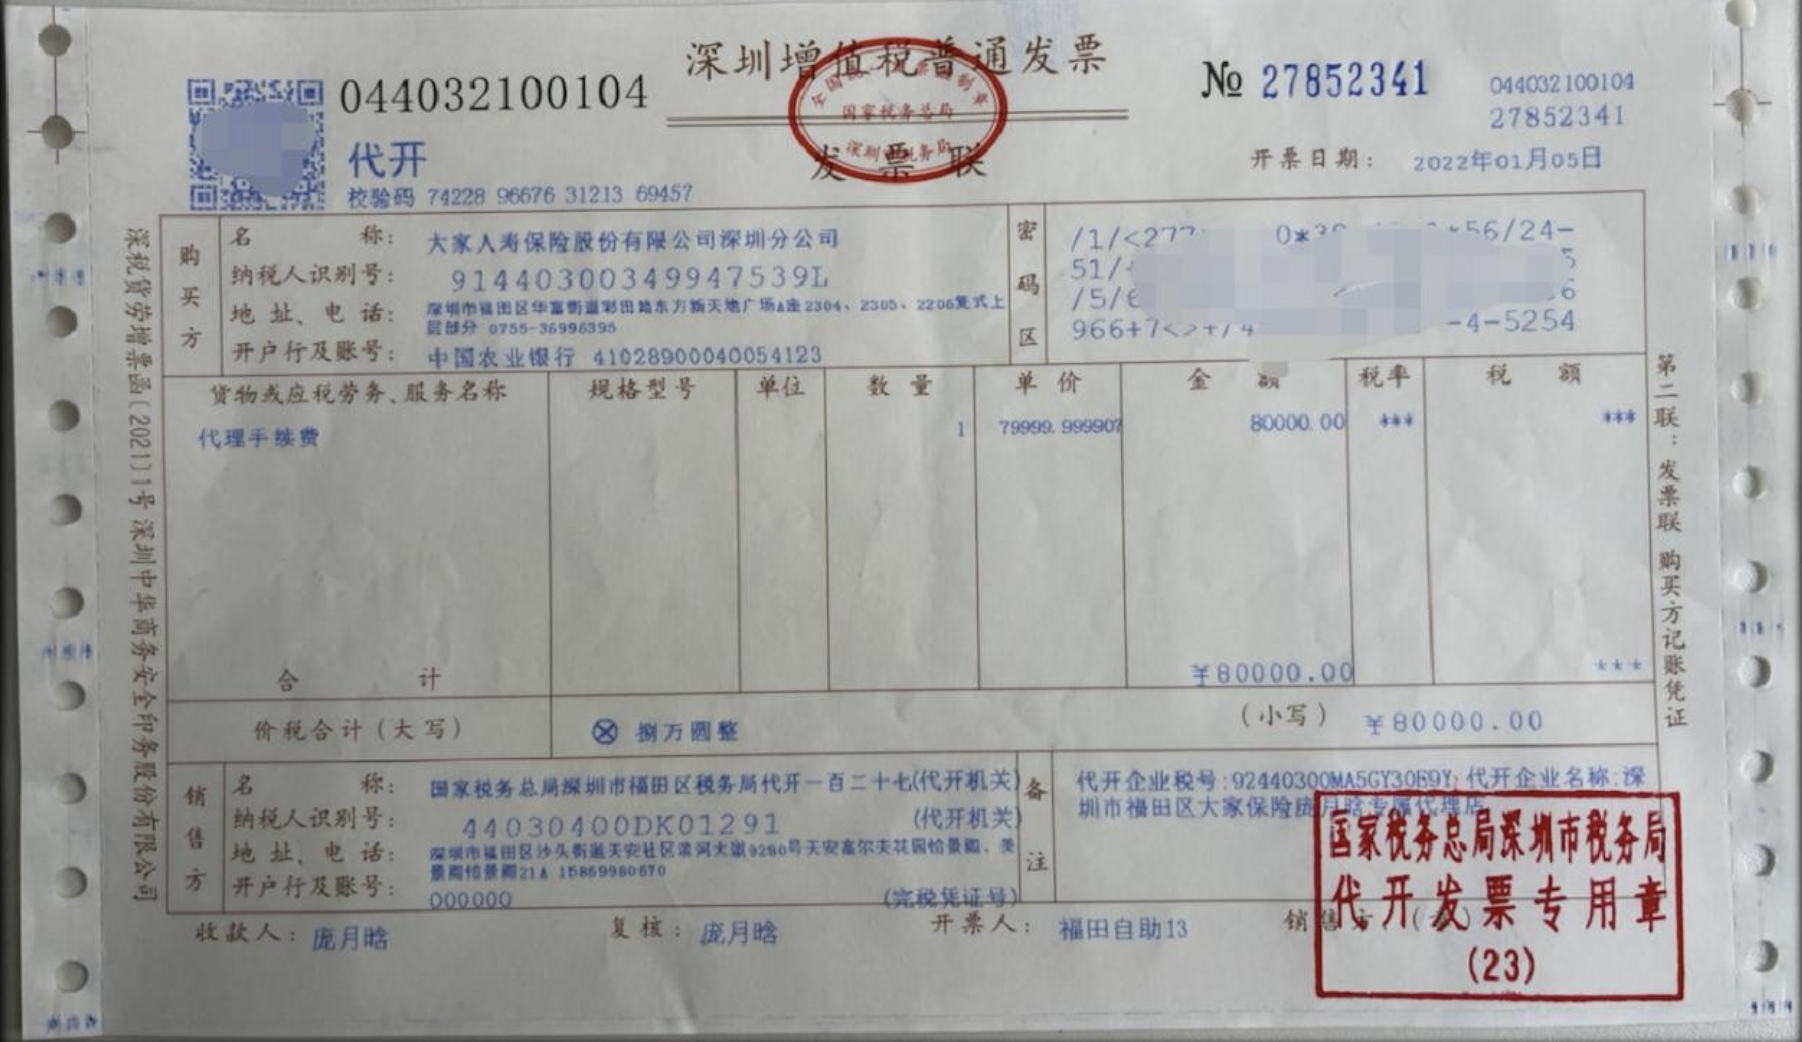 深圳增值税普通发票
044032100104
№ 27852341
044032100104
27852341
代开
发票联
国家税务总局
开票日期： 2022年01月05日
校验码 74228 96676 31213 69457
深税货劳增票函〔2021〕1号 深圳中华商务安全印务股份有限公司
购买方
名 称： 大家人寿保险股份有限公司深圳分公司
纳税人识别号： 91440300349947539L
地 址、电 话： 深圳市福田区华富街道彩田路东方新天地广场A座2304、2305、2206复式上
层部分 0755-36996395
开户行及账号： 中国农业银行 41028900040054123
密码区
/1/<277 0*3 *56/24-
51/ 5
/5/6 6
966+7<>+/4 -4-5254
货物或应税劳务、服务名称 规格型号 单位 数 量 单 价 金 额 税率 税 额
代理手续费 1 79999.999907 80000.00 *** ***
合 计 ￥80000.00 ***
价税合计（大写） ⊗ 捌万圆整 （小写） ￥80000.00
销售方
名 称： 国家税务总局深圳市福田区税务局代开一百二十七(代开机关)
纳税人识别号： 44030400DK01291 (代开机关)
地 址、电 话： 深圳市福田区沙头街道天安社区滨河大道9280号天安高尔夫花园怡景阁、美
景阁怡景阁21A 15869980670
开户行及账号： 000000 (完税凭证号)
备注
代开企业税号:92440300MA5GY30B9Y; 代开企业名称:深
圳市福田区大家保险庞月晗专属代理店
收款人： 庞月晗 复核： 庞月晗 开票人： 福田自助13 销售方：（章）
国家税务总局深圳市税务局
代开发票专用章
(23)
第二联：发票联 购买方记账凭证